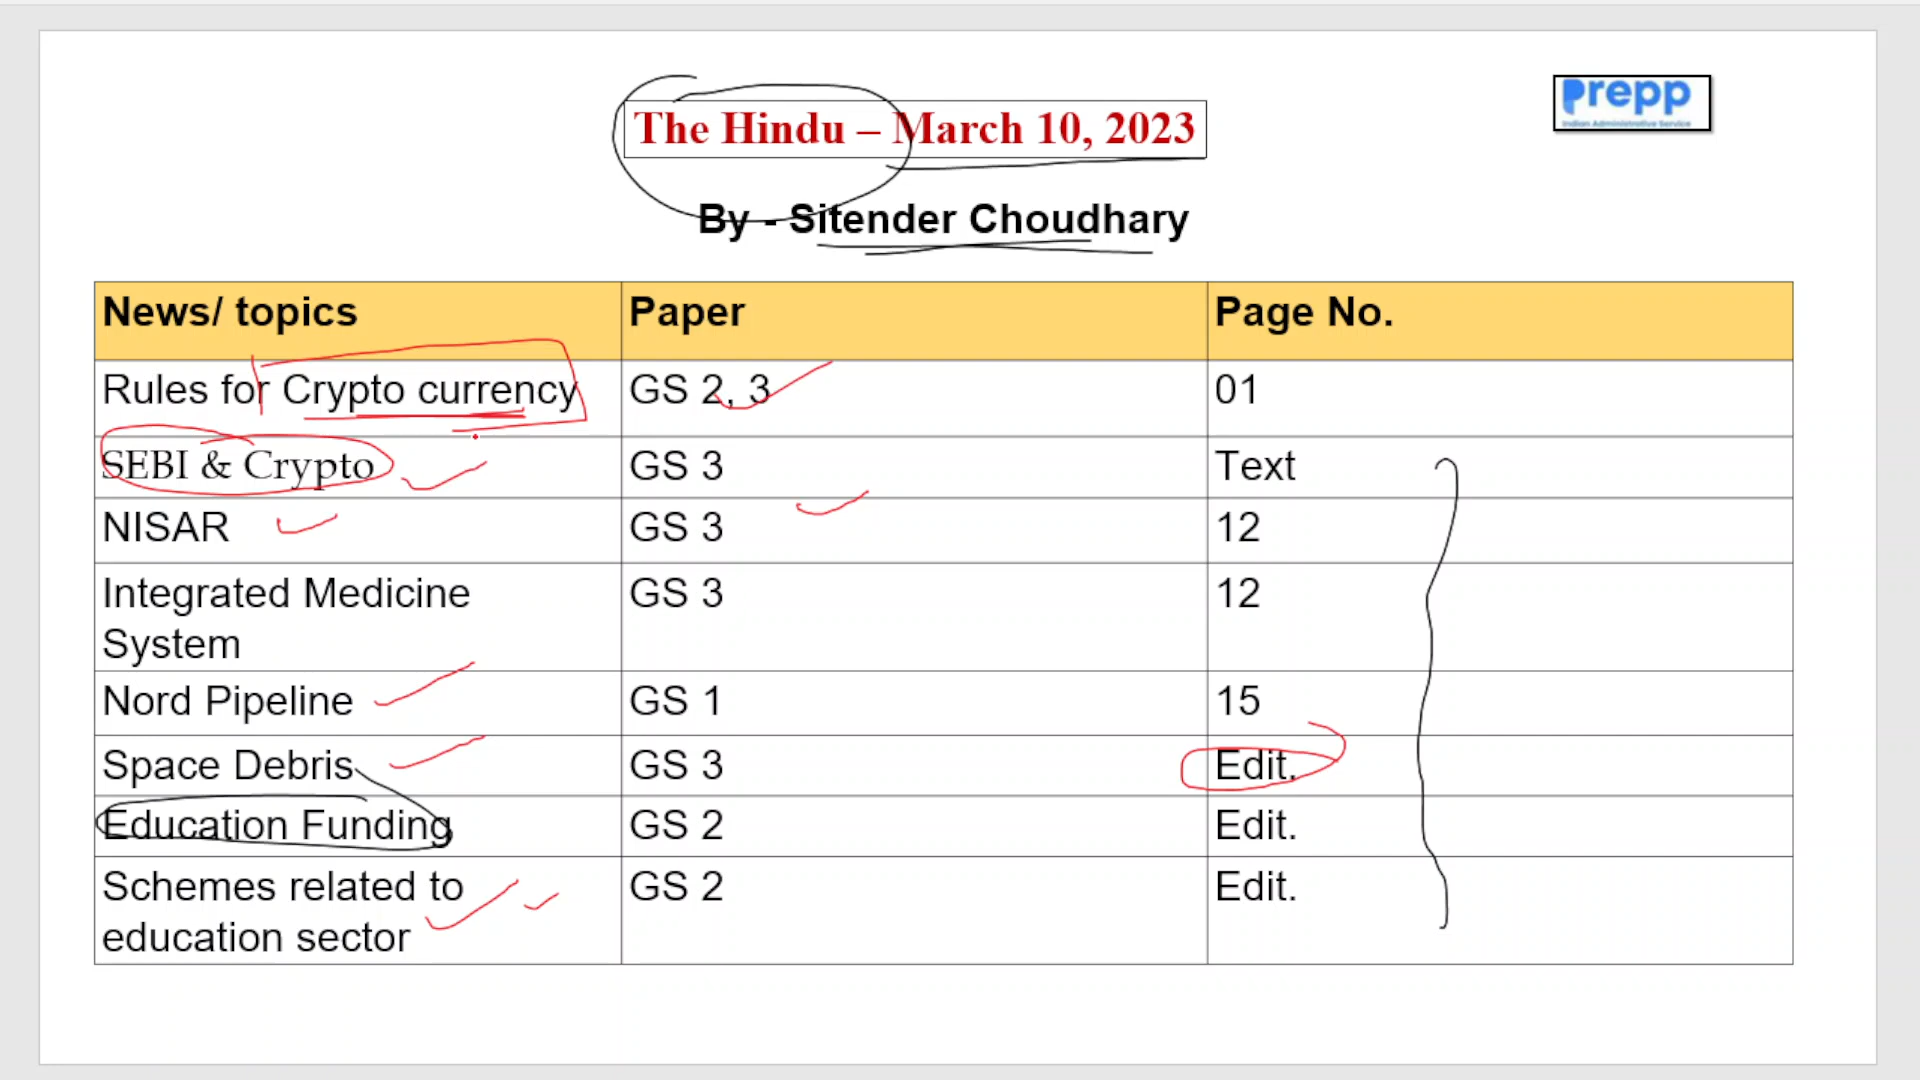 The Hindu – March 10, 2023
prepp
Indian Administrative Service
By - Sitender Choudhary
News/ topics Paper Page No.
Rules for Crypto currency GS 2, 3 01
SEBI & Crypto GS 3 Text
NISAR GS 3 12
Integrated Medicine System GS 3 12
Nord Pipeline GS 1 15
Space Debris GS 3 Edit.
Education Funding GS 2 Edit.
Schemes related to education sector GS 2 Edit.